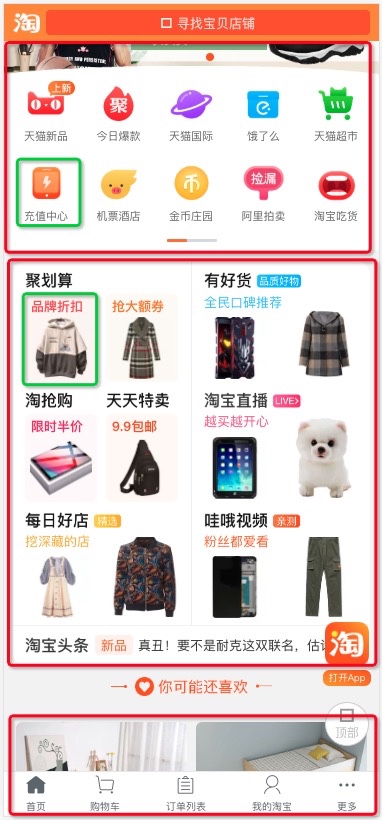 淘
寻找宝贝店铺
上新
聚
币
捡漏
天猫新品 今日爆款 天猫国际 饿了么 天猫超市
充值中心 机票酒店 金币庄园 阿里拍卖 淘宝吃货
聚划算 有好货 品质好物
品牌折扣 抢大额券 全民口碑推荐
淘抢购 天天特卖 淘宝直播 LIVE
限时半价 9.9包邮 越买越开心
每日好店 精选 哇哦视频 亲测
挖深藏的店 粉丝都爱看
淘宝头条 新品 真丑！要不是耐克这双联名，估
淘
打开App
你可能还喜欢
顶部
首页 购物车 订单列表 我的淘宝 更多